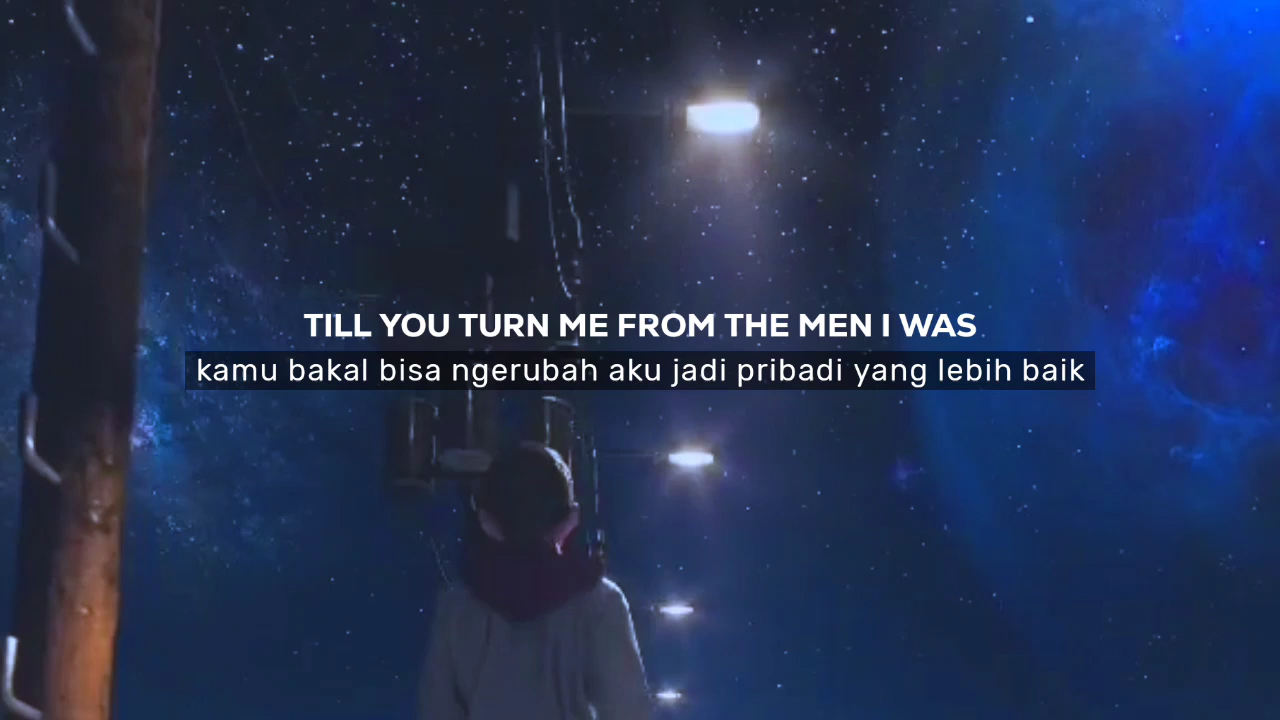 TILL YOU TURN ME FROM THE MEN I WAS
kamu bakal bisa ngerubah aku jadi pribadi yang lebih baik